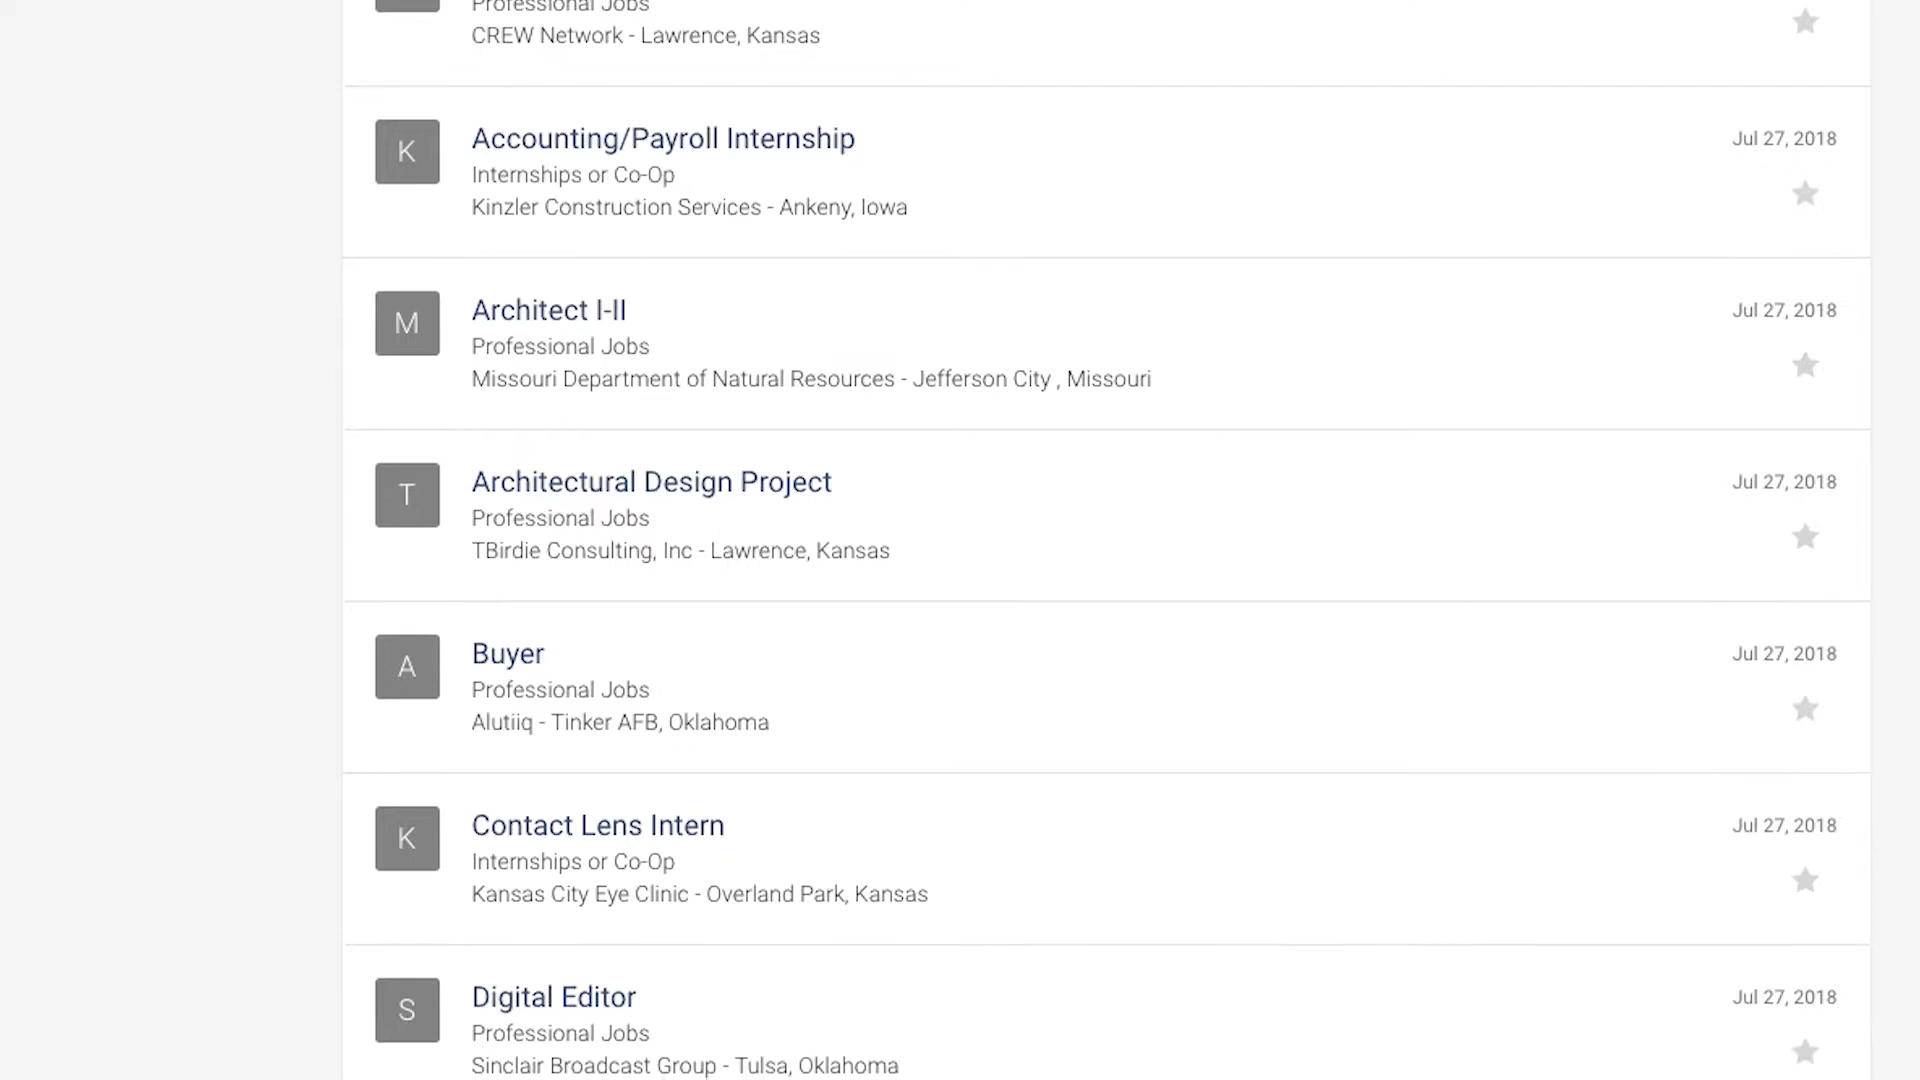 Professional Jobs
CREW Network - Lawrence, Kansas
K
Accounting/Payroll Internship
Jul 27, 2018
Internships or Co-Op
Kinzler Construction Services - Ankeny, Iowa
M
Architect I-II
Jul 27, 2018
Professional Jobs
Missouri Department of Natural Resources - Jefferson City , Missouri
T
Architectural Design Project
Jul 27, 2018
Professional Jobs
TBirdie Consulting, Inc - Lawrence, Kansas
A
Buyer
Jul 27, 2018
Professional Jobs
Alutiiq - Tinker AFB, Oklahoma
K
Contact Lens Intern
Jul 27, 2018
Internships or Co-Op
Kansas City Eye Clinic - Overland Park, Kansas
S
Digital Editor
Jul 27, 2018
Professional Jobs
Sinclair Broadcast Group - Tulsa, Oklahoma